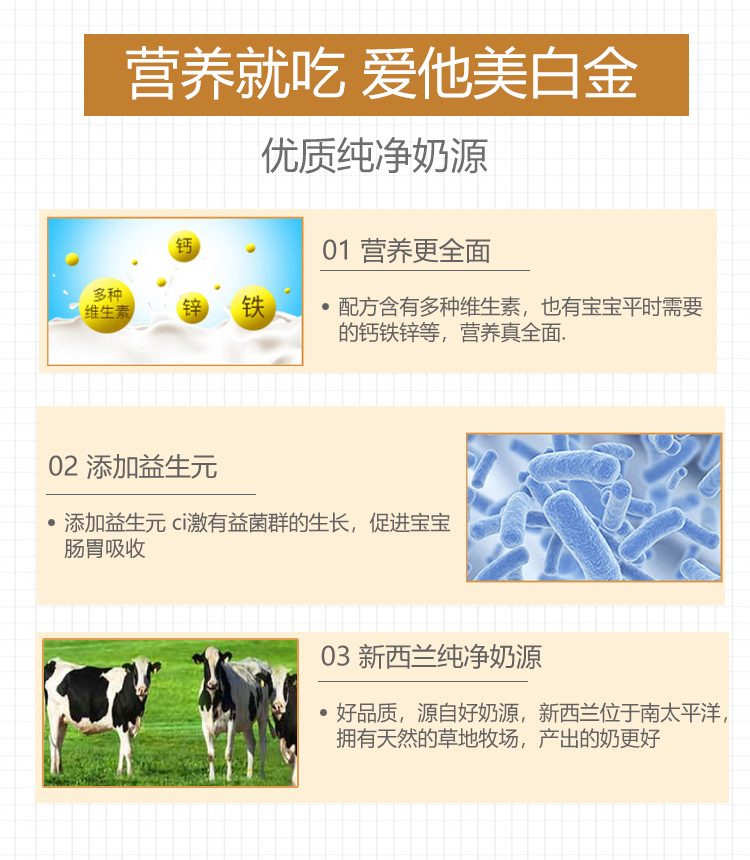 营养就吃 爱他美白金
优质纯净奶源
钙
多种
维生素
锌
铁
01 营养更全面
• 配方含有多种维生素，也有宝宝平时需要
的钙铁锌等，营养真全面.
02 添加益生元
• 添加益生元 ci激有益菌群的生长，促进宝宝
肠胃吸收
03 新西兰纯净奶源
• 好品质，源自好奶源，新西兰位于南太平洋，
拥有天然的草地牧场，产出的奶更好